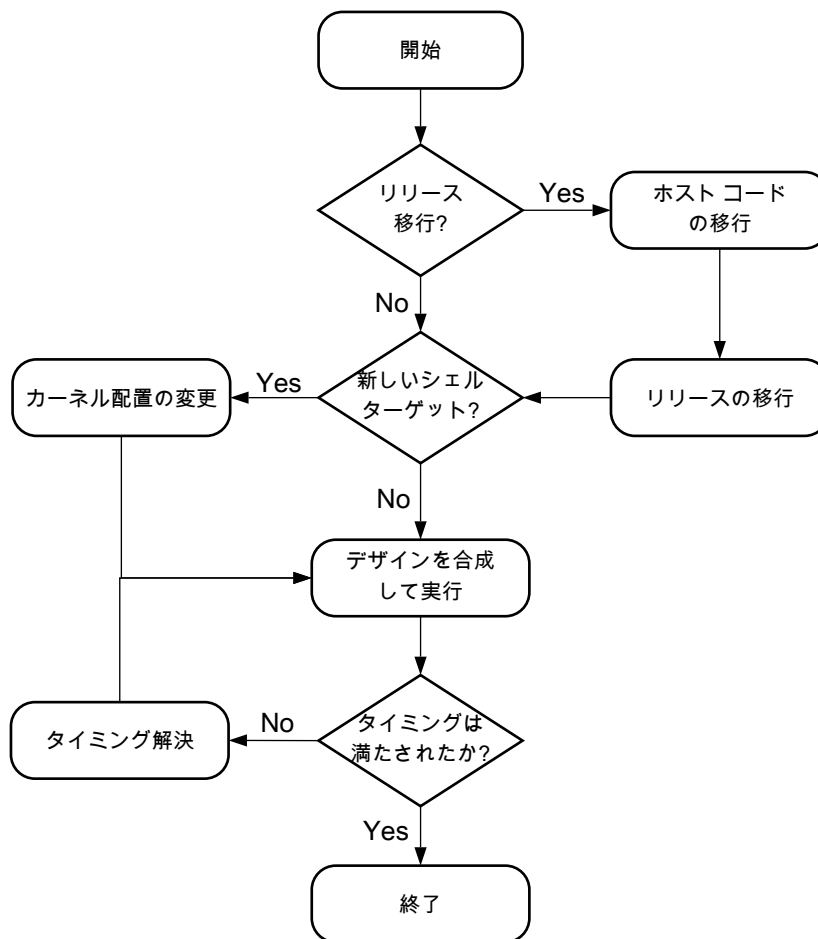 開始
リリース
移行?
Yes
ホスト コード
の移行
No
カーネル配置の変更
Yes
新しいシェル
ターゲット?
リリースの移行
No
デザインを合成
して実行
タイミング解決
No
タイミングは
満たされたか?
Yes
終了